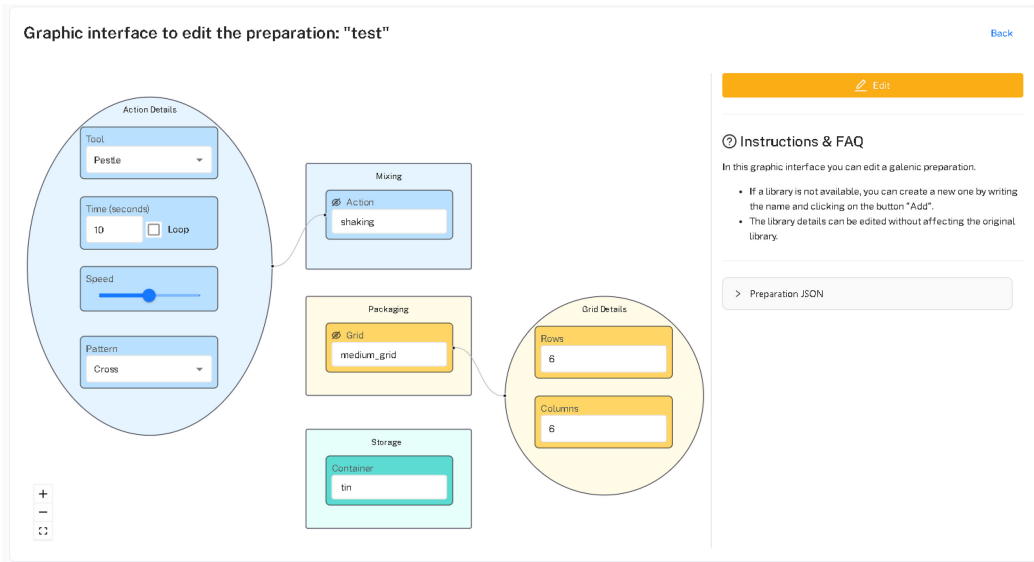 Graphic interface to edit the preparation: "test"
Back
Edit
Action Details
Tool
Pestle
Time (seconds)
10
Loop
Speed
Pattern
Cross
Mixing
Action
shaking
Packaging
Grid
medium_grid
Storage
Container
tin
Grid Details
Rows
6
Columns
6
Instructions & FAQ
In this graphic interface you can edit a galenic preparation.
If a library is not available, you can create a new one by writing
the name and clicking on the button "Add".
The library details can be edited without affecting the original
library.
Preparation JSON